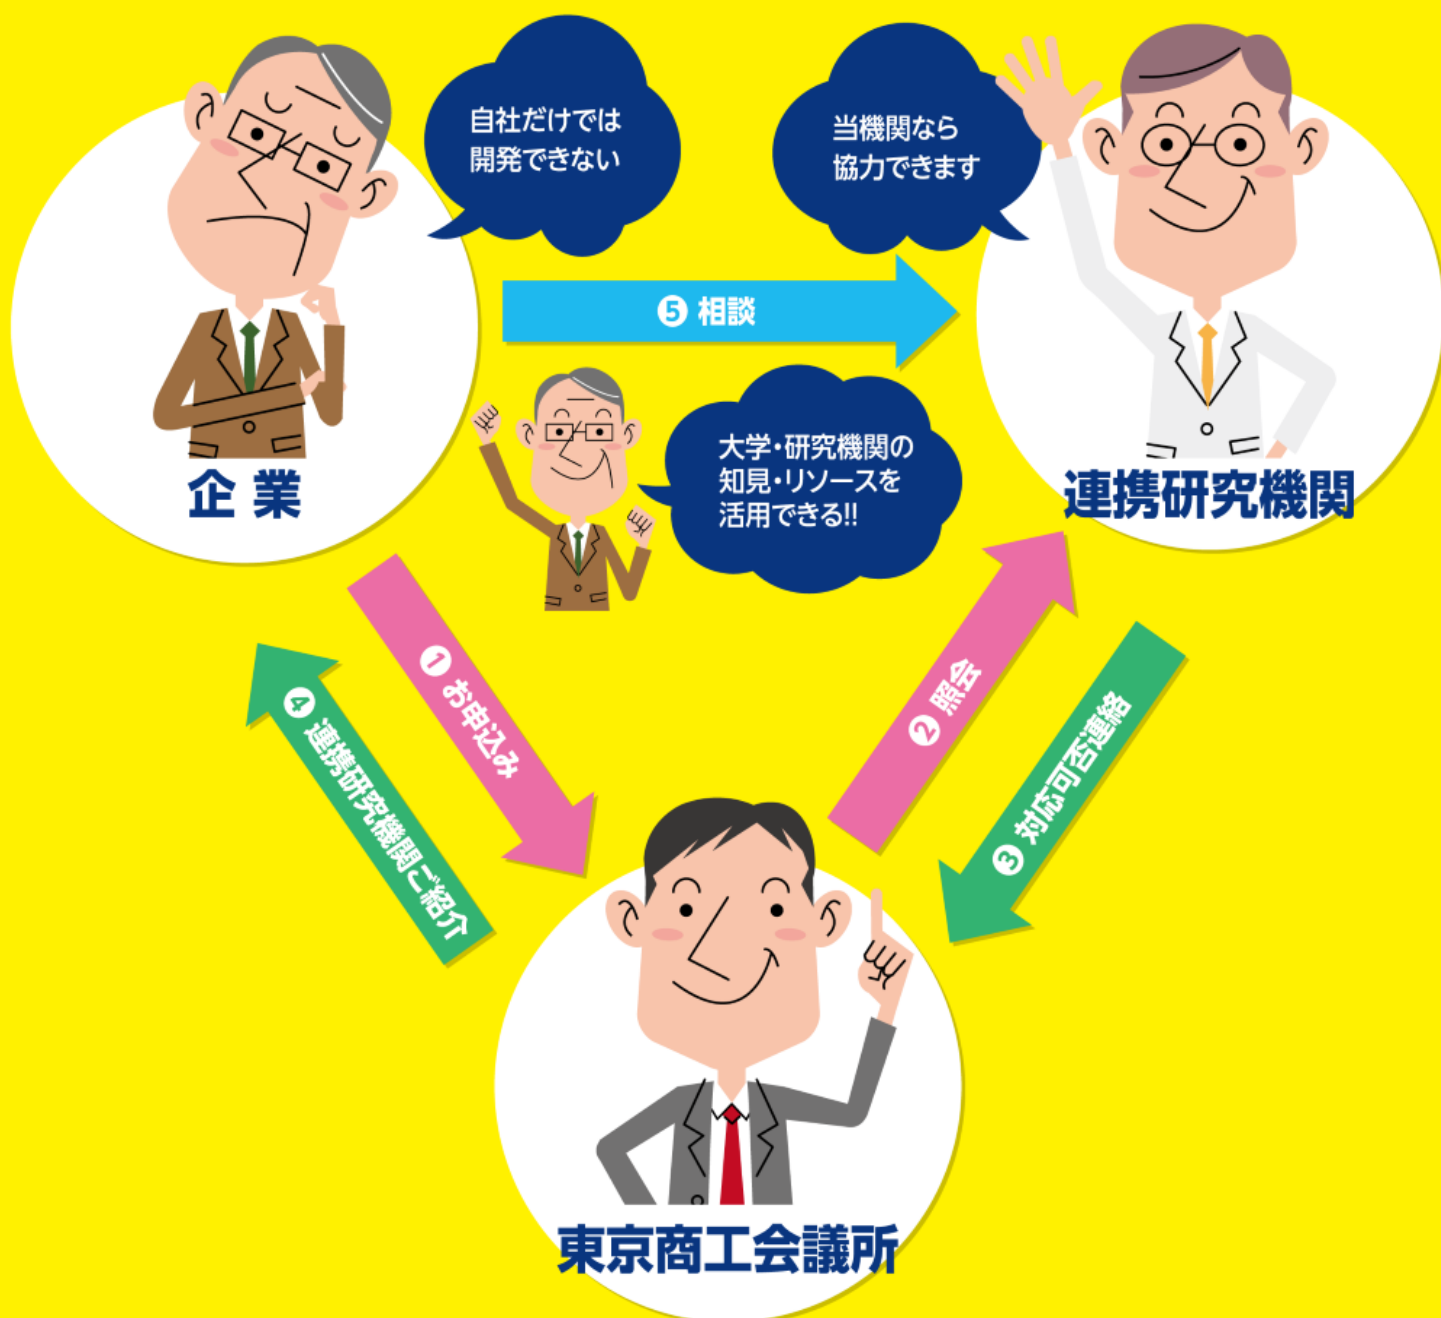 自社だけでは
開発できない
当機関なら
協力できます
❺ 相談
大学・研究機関の
知見・リソースを
活用できる!!
企業
連携研究機関
❶ お申込み
❷ 照会
❸ 対応可否連絡
❹ 連携研究機関ご紹介
東京商工会議所